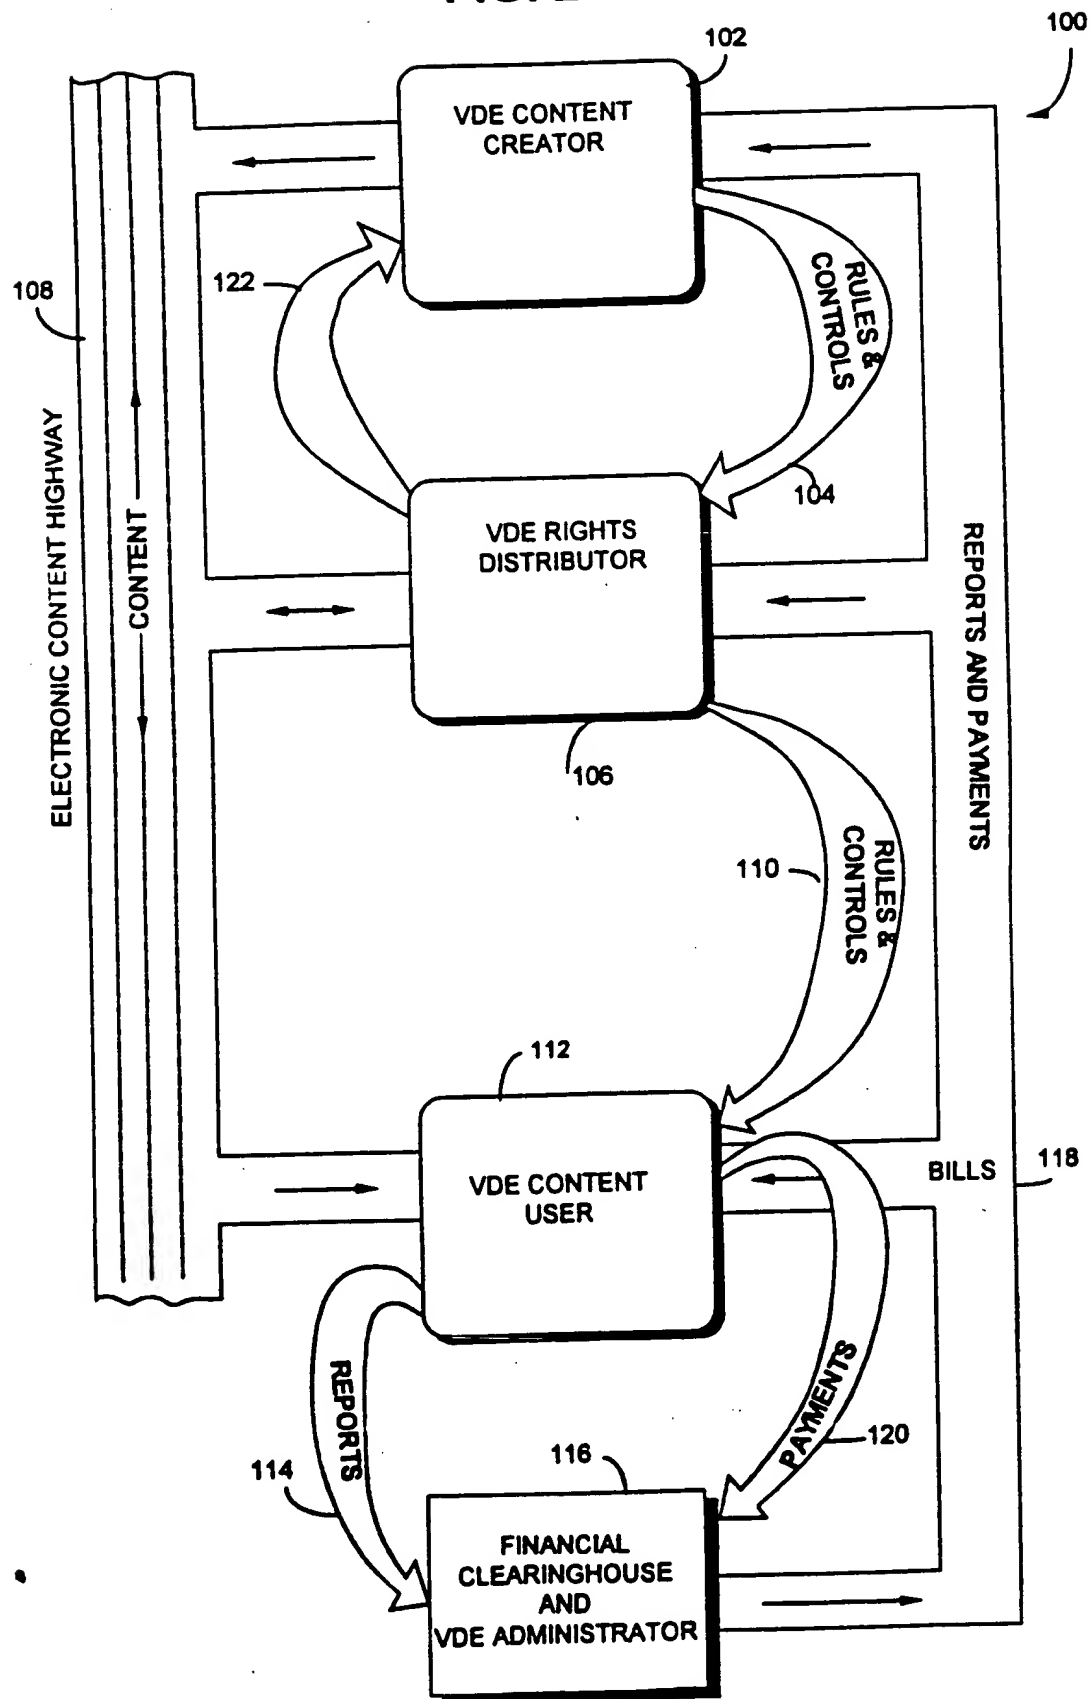 100
102
VDE CONTENT
CREATOR
122
108
RULES &
CONTROLS
104
ELECTRONIC CONTENT HIGHWAY
CONTENT
VDE RIGHTS
DISTRIBUTOR
REPORTS AND PAYMENTS
106
110
RULES &
CONTROLS
112
VDE CONTENT
USER
BILLS
118
REPORTS
PAYMENTS
120
114
116
FINANCIAL
CLEARINGHOUSE
AND
VDE ADMINISTRATOR